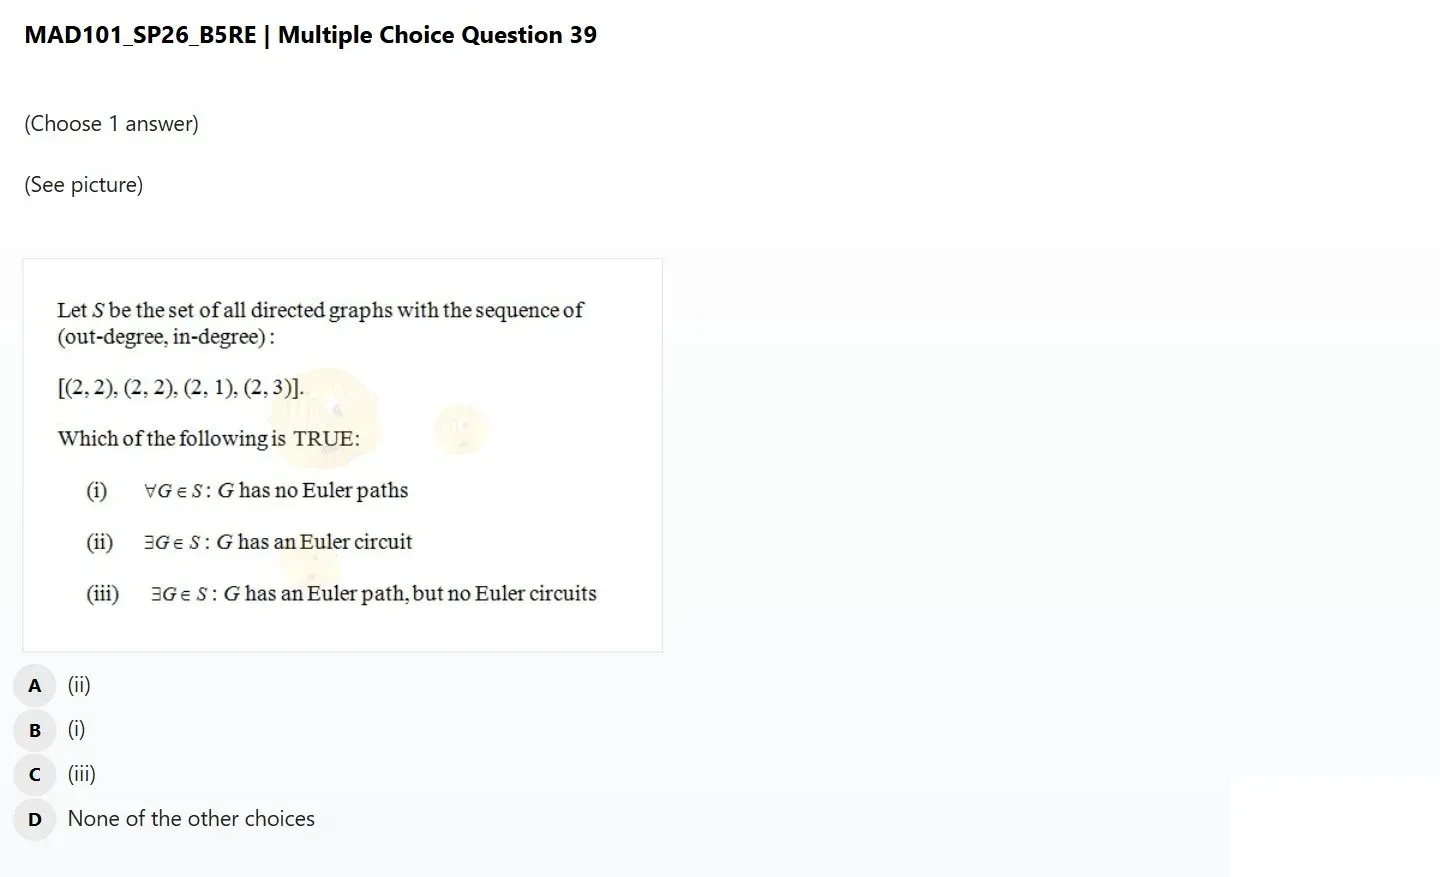 MAD101_SP26_B5RE | Multiple Choice Question 39
(Choose 1 answer)
(See picture)
Let S be the set of all directed graphs with the sequence of
(out-degree, in-degree) :
[(2, 2), (2, 2), (2, 1), (2, 3)].
Which of the following is TRUE:
(i) ∀G ∈ S : G has no Euler paths
(ii) ∃G ∈ S : G has an Euler circuit
(iii) ∃G ∈ S : G has an Euler path, but no Euler circuits
A (ii)
B (i)
C (iii)
D None of the other choices